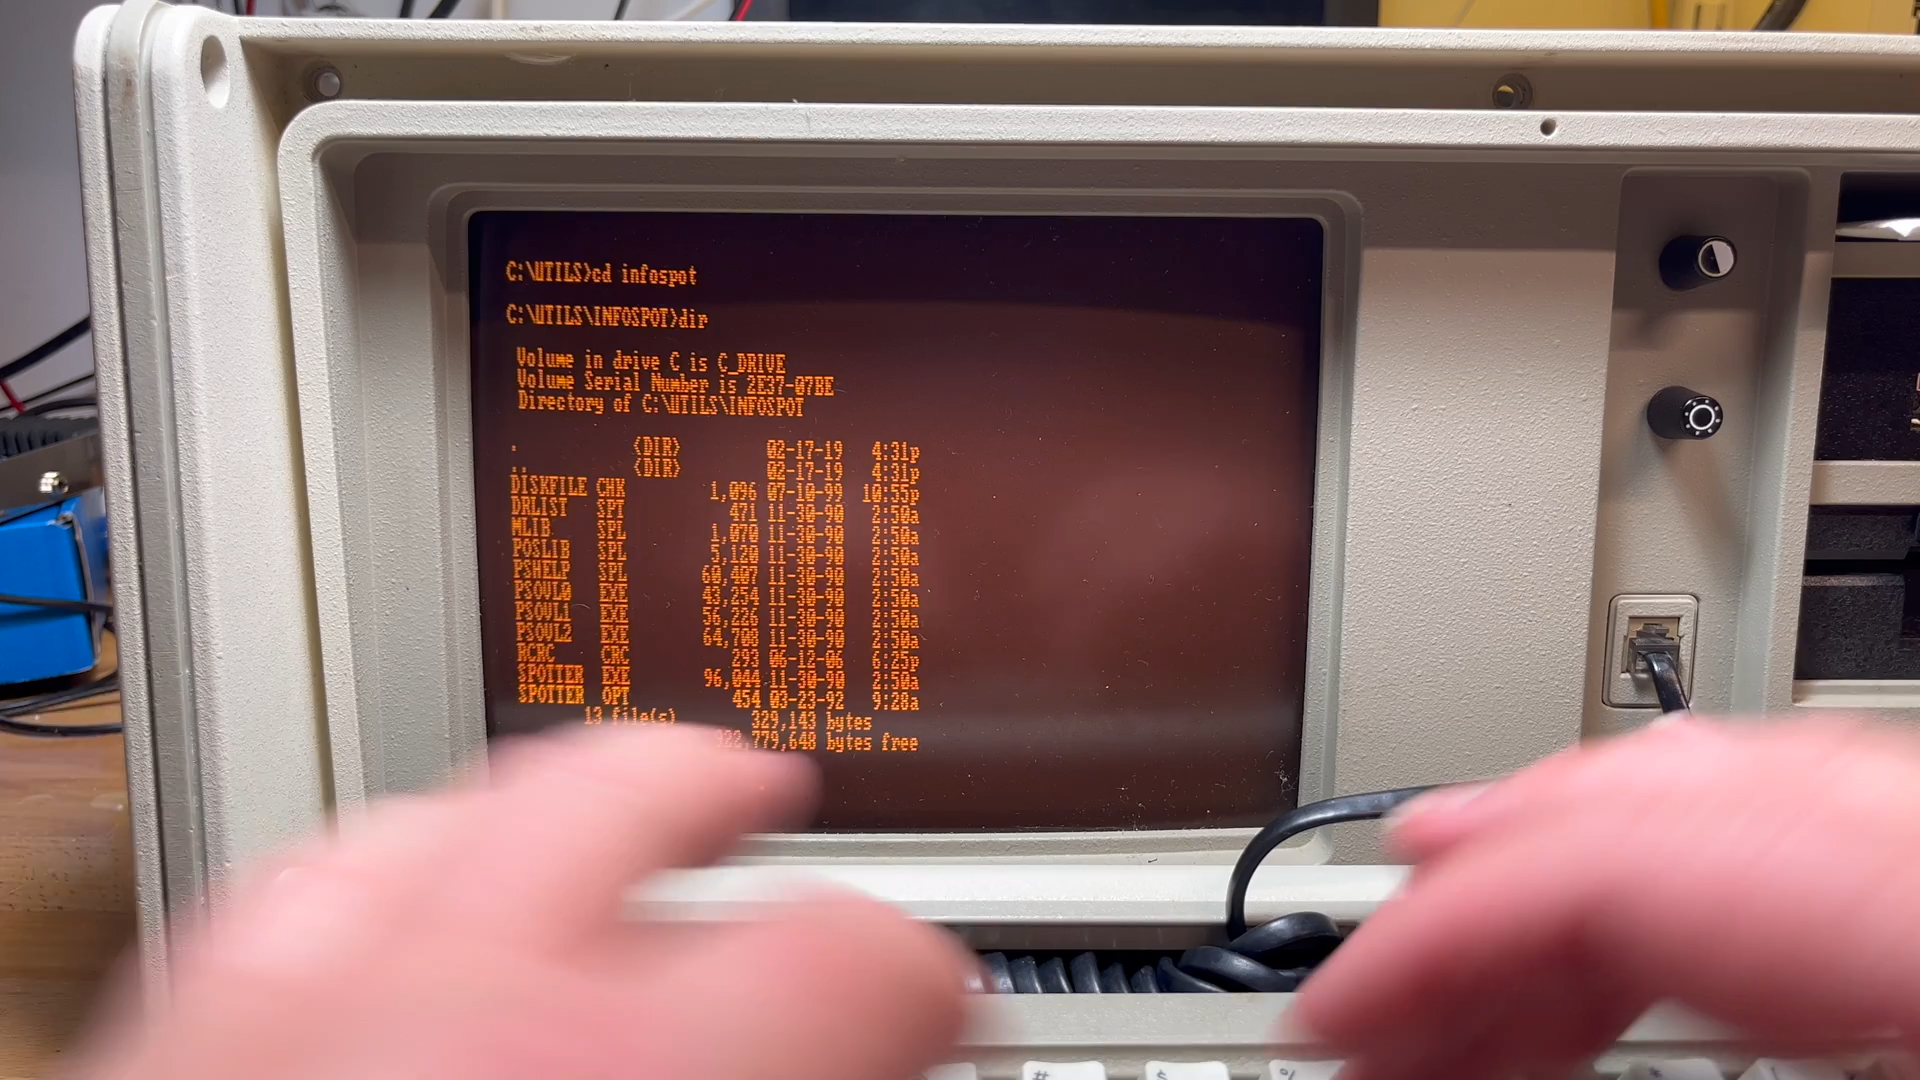 C:\UTILS>cd infospot
C:\UTILS\INFOSPOT>dir
Volume in drive C is C_DRIVE
Volume Serial Number is 2E37-07BE
Directory of C:\UTILS\INFOSPOT
. <DIR> 02-17-19 4:31p
.. <DIR> 02-17-19 4:31p
DISKFILE CHK 1,096 07-10-99 10:55p
DRLIST SPT 471 11-30-90 2:50a
MLIB SPL 1,070 11-30-90 2:50a
POSLIB SPL 5,120 11-30-90 2:50a
PSHELP SPL 60,407 11-30-90 2:50a
PSOVL0 EXE 43,254 11-30-90 2:50a
PSOVL1 EXE 56,226 11-30-90 2:50a
PSOVL2 EXE 64,708 11-30-90 2:50a
RCRC CRC 293 06-12-06 6:25p
SPOTTER EXE 96,044 11-30-90 2:50a
SPOTTER OPT 454 03-23-92 9:28a
13 file(s) 329,143 bytes
bytes free
# $ %